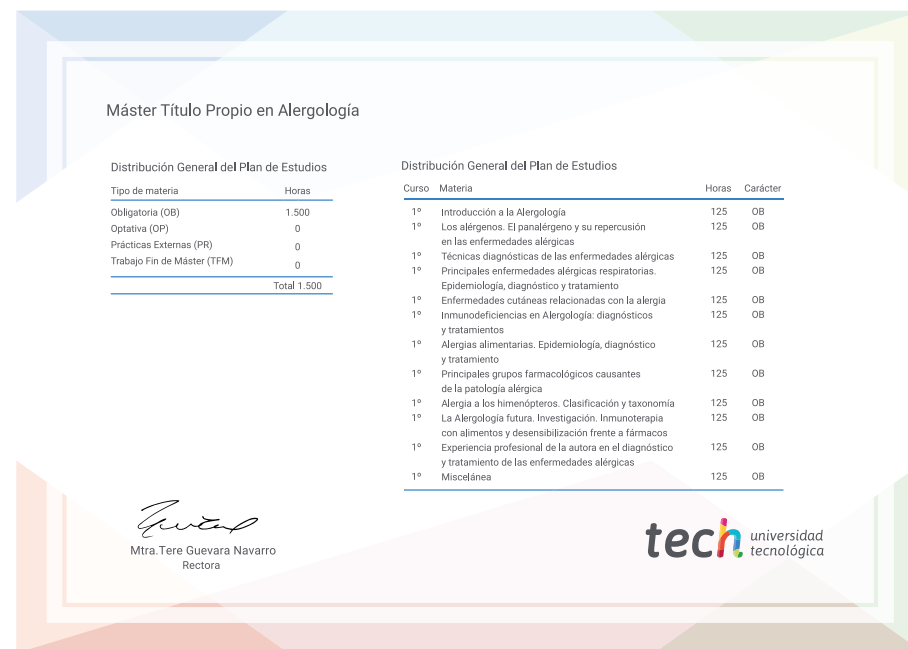 Máster Título Propio en Alergología
Distribución General del Plan de Estudios
Tipo de materia Horas
Obligatoria (OB) 1.500
Optativa (OP) 0
Prácticas Externas (PR) 0
Trabajo Fin de Máster (TFM) 0
Total 1.500
Distribución General del Plan de Estudios
Curso Materia Horas Carácter
1º Introducción a la Alergología 125 OB
1º Los alérgenos. El panalérgeno y su repercusión 125 OB
en las enfermedades alérgicas
1º Técnicas diagnósticas de las enfermedades alérgicas 125 OB
1º Principales enfermedades alérgicas respiratorias. 125 OB
Epidemiología, diagnóstico y tratamiento
1º Enfermedades cutáneas relacionadas con la alergia 125 OB
1º Inmunodeficiencias en Alergología: diagnósticos 125 OB
y tratamientos
1º Alergias alimentarias. Epidemiología, diagnóstico 125 OB
y tratamiento
1º Principales grupos farmacológicos causantes 125 OB
de la patología alérgica
1º Alergia a los himenópteros. Clasificación y taxonomía 125 OB
1º La Alergología futura. Investigación. Inmunoterapia 125 OB
con alimentos y desensibilización frente a fármacos
1º Experiencia profesional de la autora en el diagnóstico 125 OB
y tratamiento de las enfermedades alérgicas
1º Miscelánea 125 OB
Mtra.Tere Guevara Navarro
Rectora
tech universidad
tecnológica